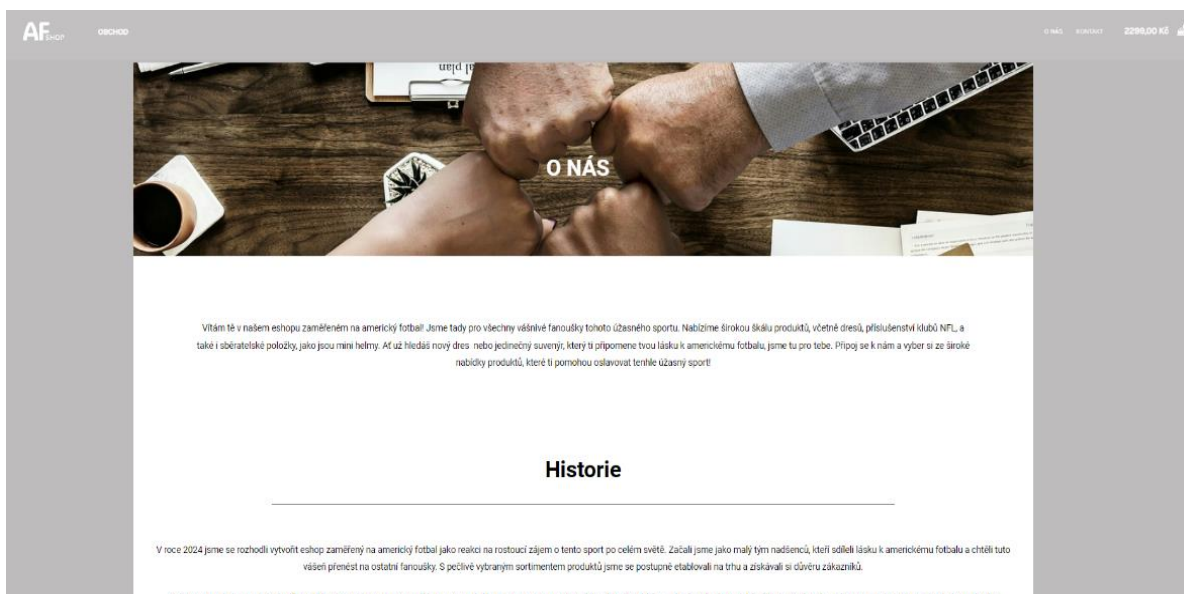 AF SHOP
OBCHOD
O NÁS
KONTAKT
2299,00 Kč
O NÁS
Vítám tě v našem eshopu zaměřeném na americký fotbal! Jsme tady pro všechny vášnivé fanoušky tohoto úžasného sportu. Nabízíme širokou škálu produktů, včetně dresů, příslušenství klubů NFL, a
také i sběratelské položky, jako jsou mini helmy. Ať už hledáš nový dres nebo jedinečný suvenýr, který ti připomene tvou lásku k americkému fotbalu, jsme tu pro tebe. Připoj se k nám a vyber si ze široké
nabídky produktů, které ti pomohou oslavovat tenhle úžasný sport!
Historie
V roce 2024 jsme se rozhodli vytvořit eshop zaměřený na americký fotbal jako reakci na rostoucí zájem o tento sport po celém světě. Začali jsme jako malý tým nadšenců, kteří sdíleli lásku k americkému fotbalu a chtěli tuto
vášeň přenést na ostatní fanoušky. S pečlivě vybraným sortimentem produktů jsme se postupně etablovali na trhu a získávali si důvěru zákazníků.